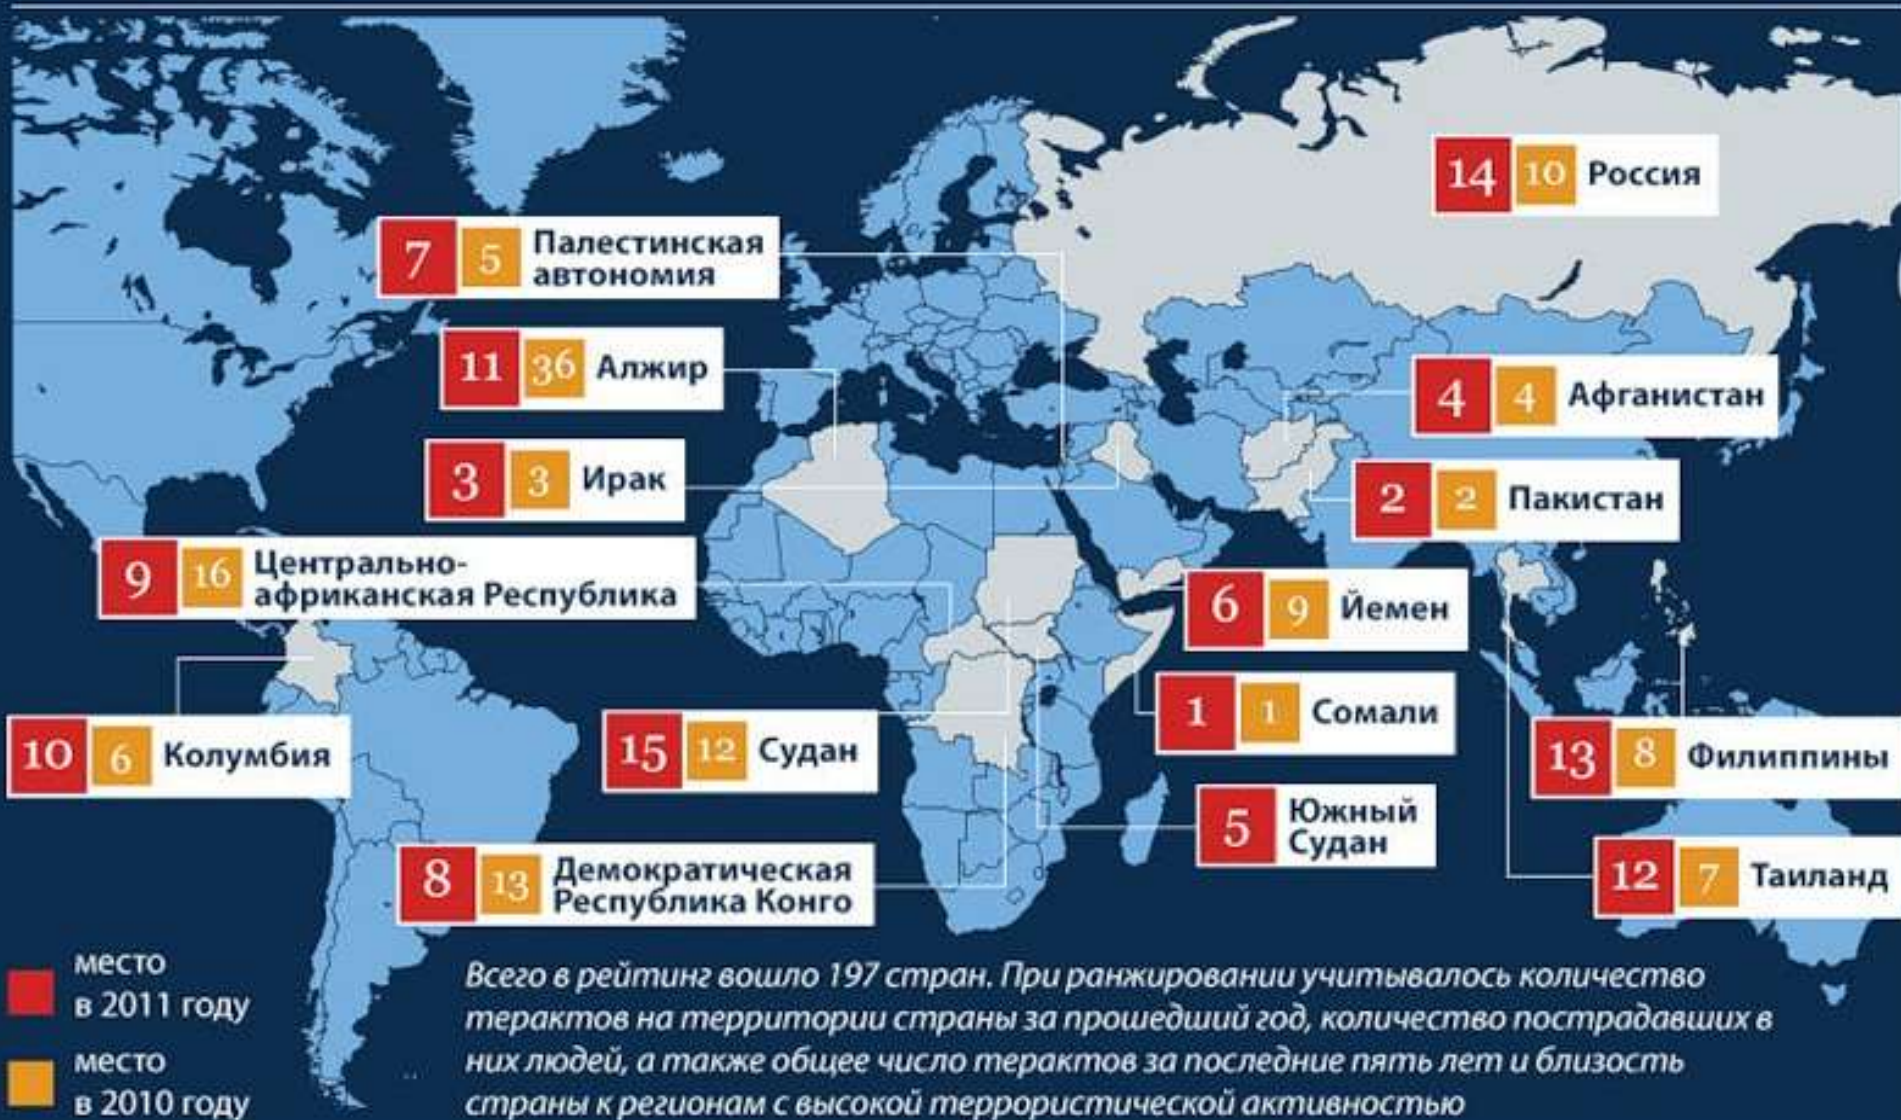 14 10 Россия
7 5 Палестинская
автономия
11 36 Алжир
4 4 Афганистан
3 3 Ирак
2 2 Пакистан
9 16 Центрально-
африканская Республика
6 9 Йемен
1 1 Сомали
10 6 Колумбия
15 12 Судан
13 8 Филиппины
5 Южный
Судан
8 13 Демократическая
Республика Конго
12 7 Таиланд
место
в 2011 году
место
в 2010 году
Всего в рейтинг вошло 197 стран. При ранжировании учитывалось количество
терактов на территории страны за прошедший год, количество пострадавших в
них людей, а также общее число терактов за последние пять лет и близость
страны к регионам с высокой террористической активностью